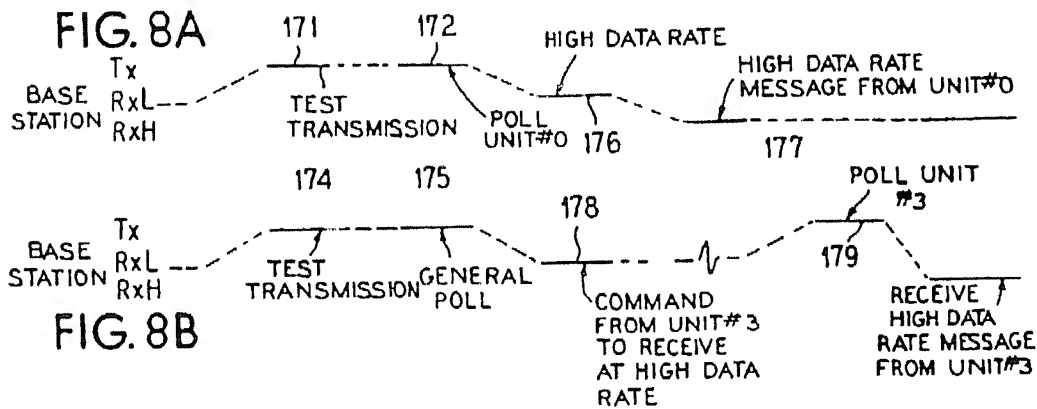 FIG. 8A
171
172
HIGH DATA RATE
HIGH DATA RATE
MESSAGE FROM UNIT#0
BASE
STATION
Tx
RxL
RxH
TEST
TRANSMISSION
POLL
UNIT#0
176
177
174
175
178
POLL UNIT
#3
179
BASE
STATION
Tx
RxL
RxH
TEST
TRANSMISSION
GENERAL
POLL
COMMAND
FROM UNIT#3
TO RECEIVE
AT HIGH DATA
RATE
RECEIVE
HIGH DATA
RATE MESSAGE
FROM UNIT#3
FIG. 8B